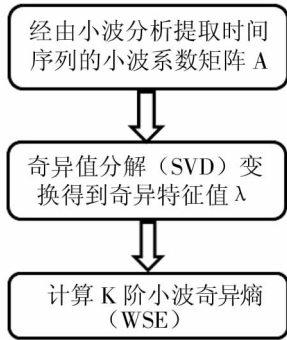 经由小波分析提取时间
序列的小波系数矩阵 A
奇异值分解（SVD）变
换得到奇异特征值 λ
计算 K 阶小波奇异熵
（WSE）